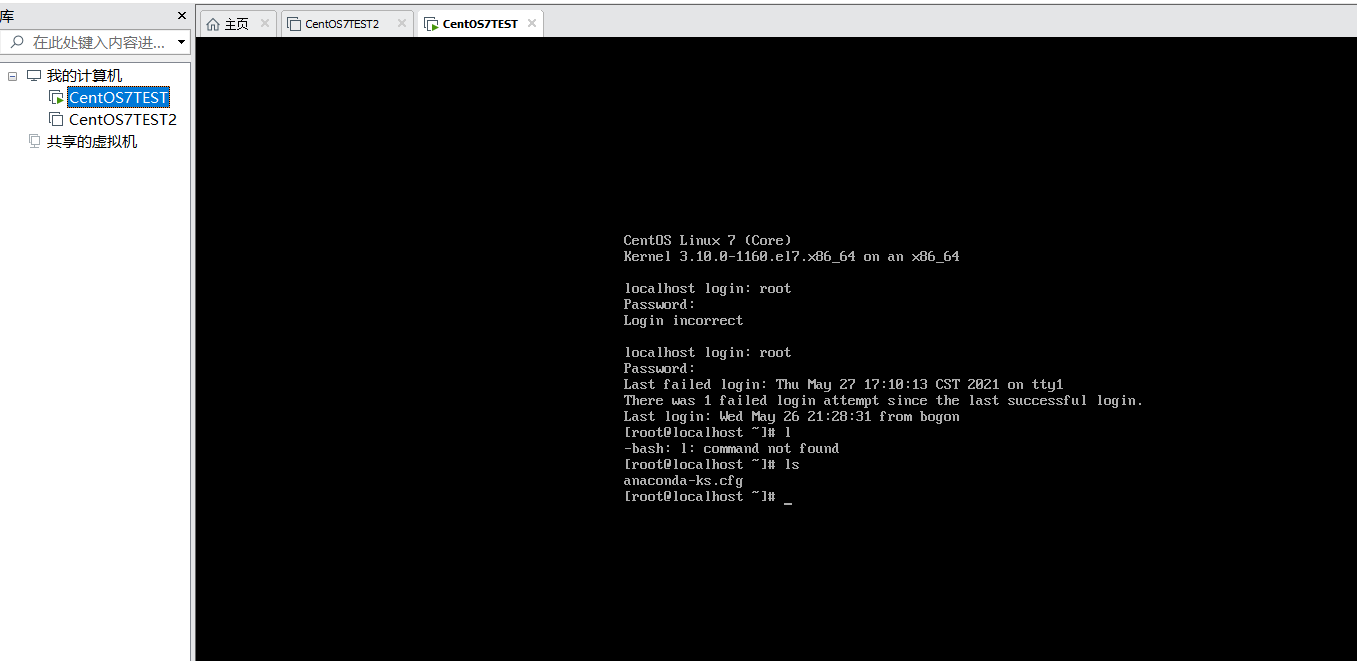 库
在此处键入内容进...
我的计算机
CentOS7TEST
CentOS7TEST2
共享的虚拟机
主页
CentOS7TEST2
CentOS7TEST
CentOS Linux 7 (Core)
Kernel 3.10.0-1160.el7.x86_64 on an x86_64
localhost login: root
Password:
Login incorrect
localhost login: root
Password:
Last failed login: Thu May 27 17:10:13 CST 2021 on tty1
There was 1 failed login attempt since the last successful login.
Last login: Wed May 26 21:28:31 from bogon
[root@localhost ~]# l
-bash: l: command not found
[root@localhost ~]# ls
anaconda-ks.cfg
[root@localhost ~]# _